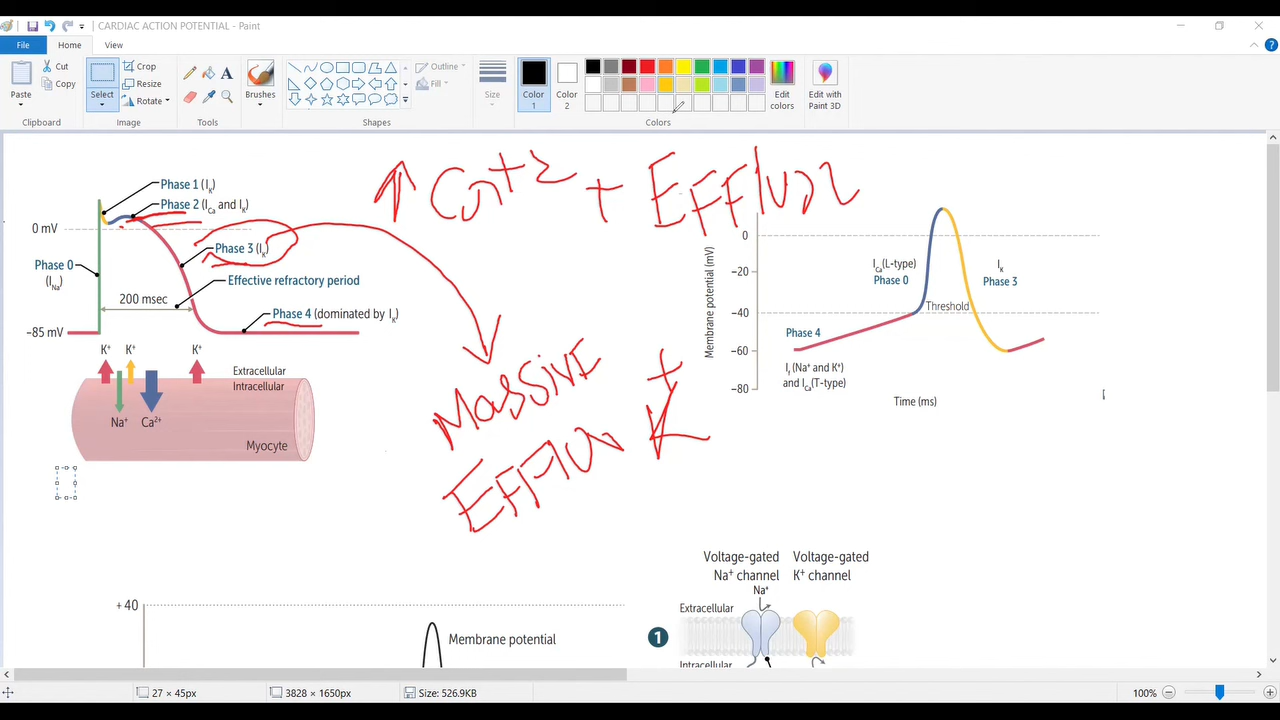 CARDIAC ACTION POTENTIAL - Paint
File
Home
View
Paste
Cut
Copy
Clipboard
Select
Crop
Resize
Rotate
Image
A
Tools
Brushes
Outline
Fill
Shapes
Size
Color 1
Color 2
Edit colors
Edit with Paint 3D
Colors
↑ Ca+2 + EFFlux
Phase 1 (IK)
Phase 2 (ICa and IK)
0 mV
Phase 3 (IK)
Phase 0
(INa)
Effective refractory period
200 msec
Phase 4 (dominated by IK)
−85 mV
K⁺ K⁺ K⁺
Extracellular
Intracellular
Na⁺ Ca²⁺
Myocyte
MASSIVE
EFFlux K+
Membrane potential (mV)
0
−20
−40
−60
−80
ICa (L-type)
Phase 0
IK
Phase 3
Threshold
Phase 4
If (Na⁺ and K⁺)
and ICa (T-type)
Time (ms)
+ 40
Membrane potential
Voltage-gated
Na⁺ channel
Voltage-gated
K⁺ channel
Na⁺
Extracellular
1
Intracellular
27 × 45px
3828 × 1650px
Size: 526.9KB
100%